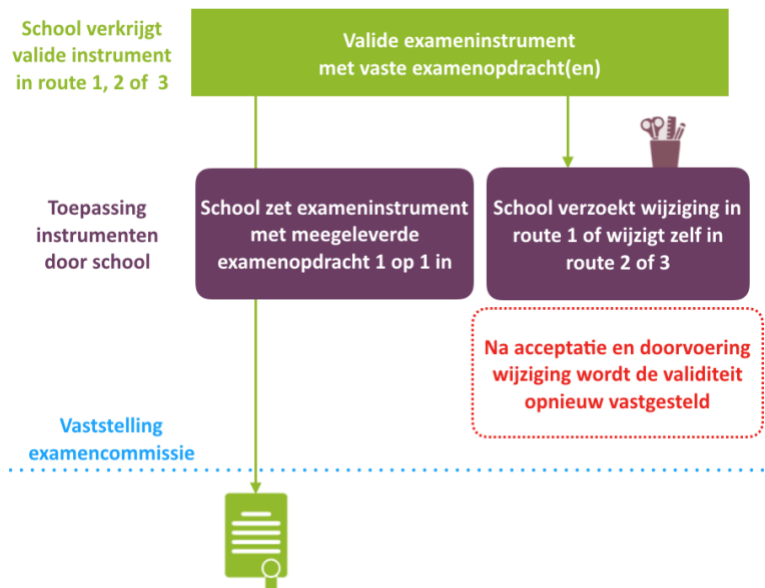 School verkrijgt
valide instrument
in route 1, 2 of 3
Valide exameninstrument
met vaste examenopdracht(en)
Toepassing
instrumenten
door school
School zet exameninstrument
met meegeleverde
examenopdracht 1 op 1 in
School verzoekt wijziging in
route 1 of wijzigt zelf in
route 2 of 3
Na acceptatie en doorvoering
wijziging wordt de validiteit
opnieuw vastgesteld
Vaststelling
examencommissie